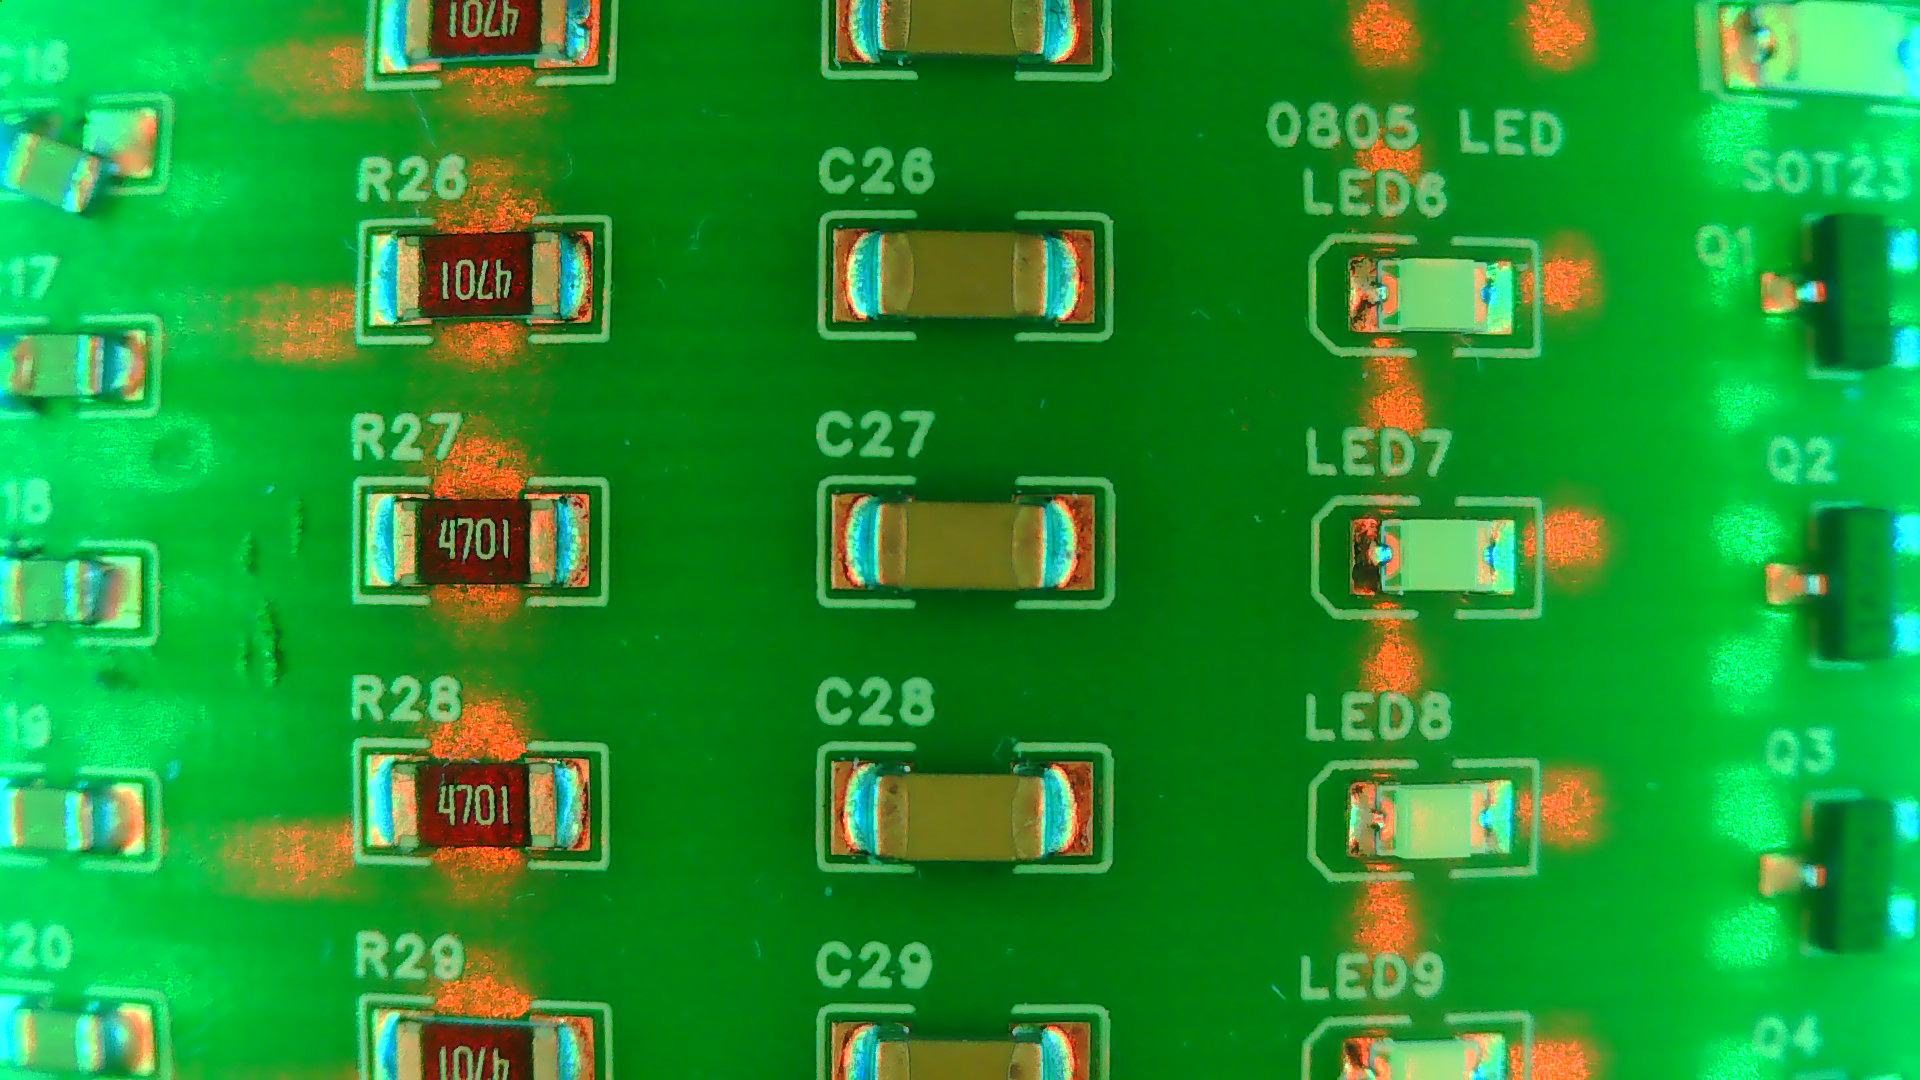 4701
C16
0805 LED
R26
C26
LED6
SOT23
4701
Q1
17
R27
C27
LED7
Q2
4701
18
R28
C28
LED8
Q3
4701
19
R29
C29
LED9
20
Q4
4701